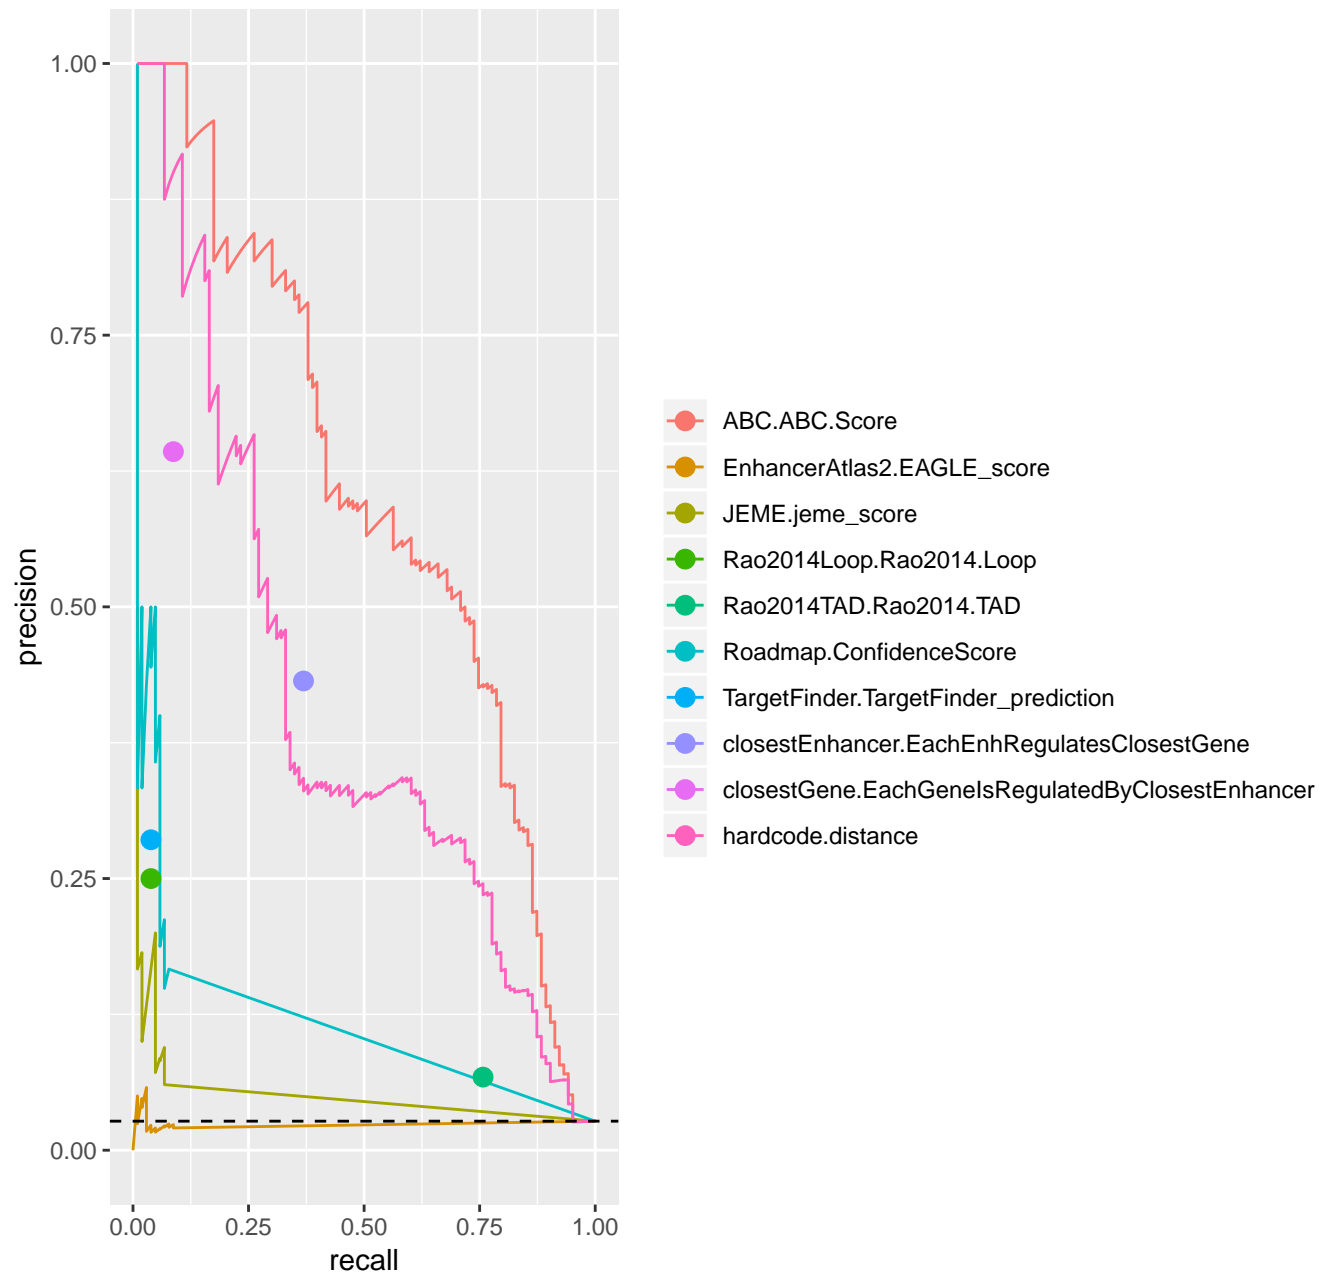 1.00
0.75
0.50
0.25
0.00
precision
0.00 0.25 0.50 0.75 1.00
recall
ABC.ABC.Score
EnhancerAtlas2.EAGLE_score
JEME.jeme_score
Rao2014Loop.Rao2014.Loop
Rao2014TAD.Rao2014.TAD
Roadmap.ConfidenceScore
TargetFinder.TargetFinder_prediction
closestEnhancer.EachEnhRegulatesClosestGene
closestGene.EachGeneIsRegulatedByClosestEnhancer
hardcode.distance